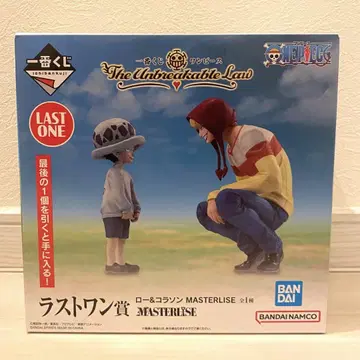 一番くじ
ichibankuji
一番くじ ワンピース
The Unbreakable Law
ONE PIECE
LAST
ONE
最後の1個を引くと手に入る!
ラストワン賞
ロー&コラソン MASTERLISE 全1種
MASTERLISE
BAN
DAI
BANDAI NAMCO